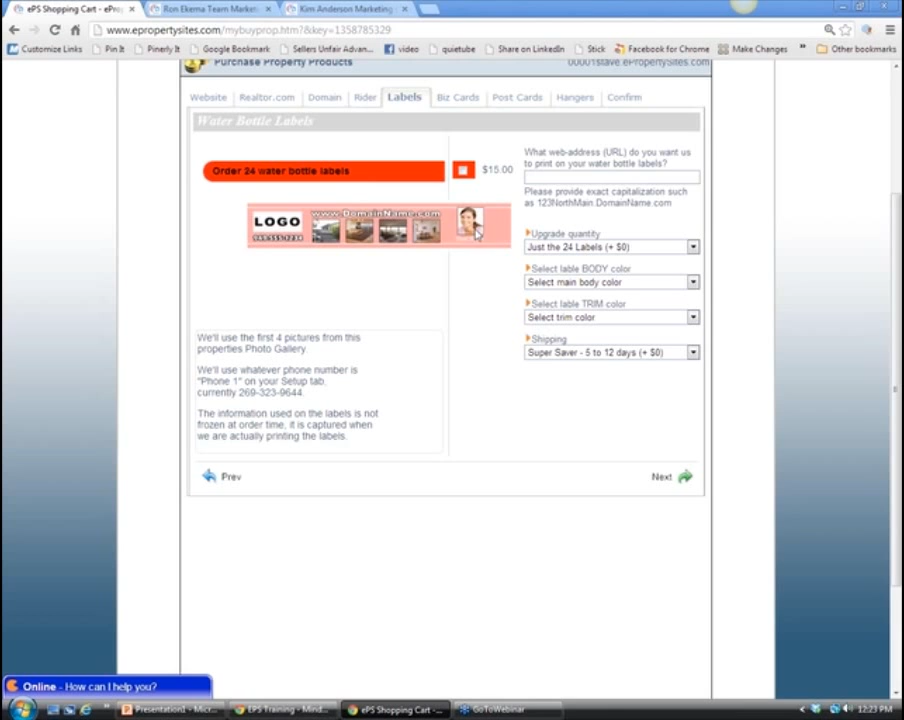 ePS Shopping Cart - ePro
Ron Ekema Team Market
Kim Anderson Marketing
www.epropertysites.com/mybuyprop.htm?&key=1358785329
Customize Links
Pin It
Pinerly It
Google Bookmark
Sellers Unfair Advan...
video
quietube
Share on LinkedIn
Stick
Facebook for Chrome
Make Changes
»
Other bookmarks
Purchase Property Products
00001slave.ePropertySites.com
Website
Realtor.com
Domain
Rider
Labels
Biz Cards
Post Cards
Hangers
Confirm
Water Bottle Labels
Order 24 water bottle labels
$15.00
LOGO
www.DomainName.com
What web-address (URL) do you want us
to print on your water bottle labels?
Please provide exact capitalization such
as 123NorthMain.DomainName.com
Upgrade quantity
Just the 24 Labels (+ $0)
Select lable BODY color
Select main body color
Select lable TRIM color
Select trim color
Shipping
Super Saver - 5 to 12 days (+ $0)
We'll use the first 4 pictures from this
properties Photo Gallery.
We'll use whatever phone number is
"Phone 1" on your Setup tab,
currently 269-323-9644.
The information used on the labels is not
frozen at order time, it is captured when
we are actually printing the labels.
Prev
Next
Online - How can I help you?
Presentation1 - Micr...
EPS Training - Mind...
ePS Shopping Cart -...
GoToWebinar
12:23 PM